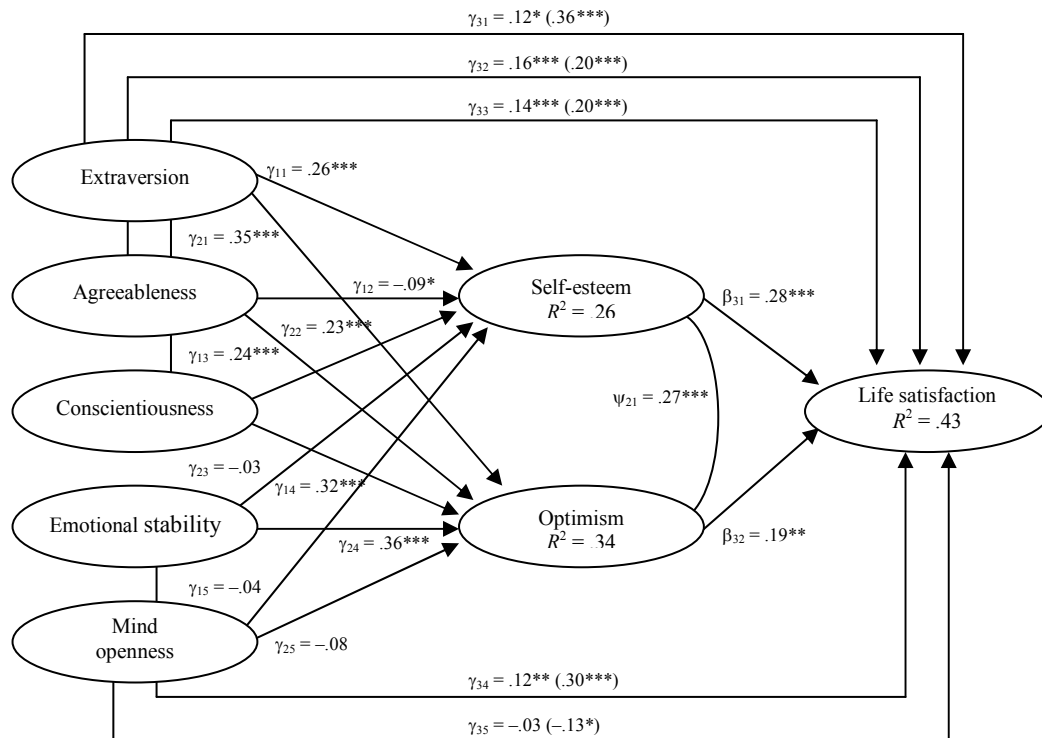 γ31 = .12* (.36***)
γ32 = .16*** (.20***)
γ33 = .14*** (.20***)
Extraversion
γ11 = .26***
γ21 = .35***
Agreeableness
γ12 = –.09*
Self-esteem
R² = .26
β31 = .28***
γ22 = .23***
γ13 = .24***
Conscientiousness
ψ21 = .27***
Life satisfaction
R² = .43
γ23 = –.03
γ14 = .32***
Emotional stability
Optimism
R² = .34
γ24 = .36***
β32 = .19**
γ15 = –.04
Mind
openness
γ25 = –.08
γ34 = .12** (.30***)
γ35 = –.03 (–.13*)